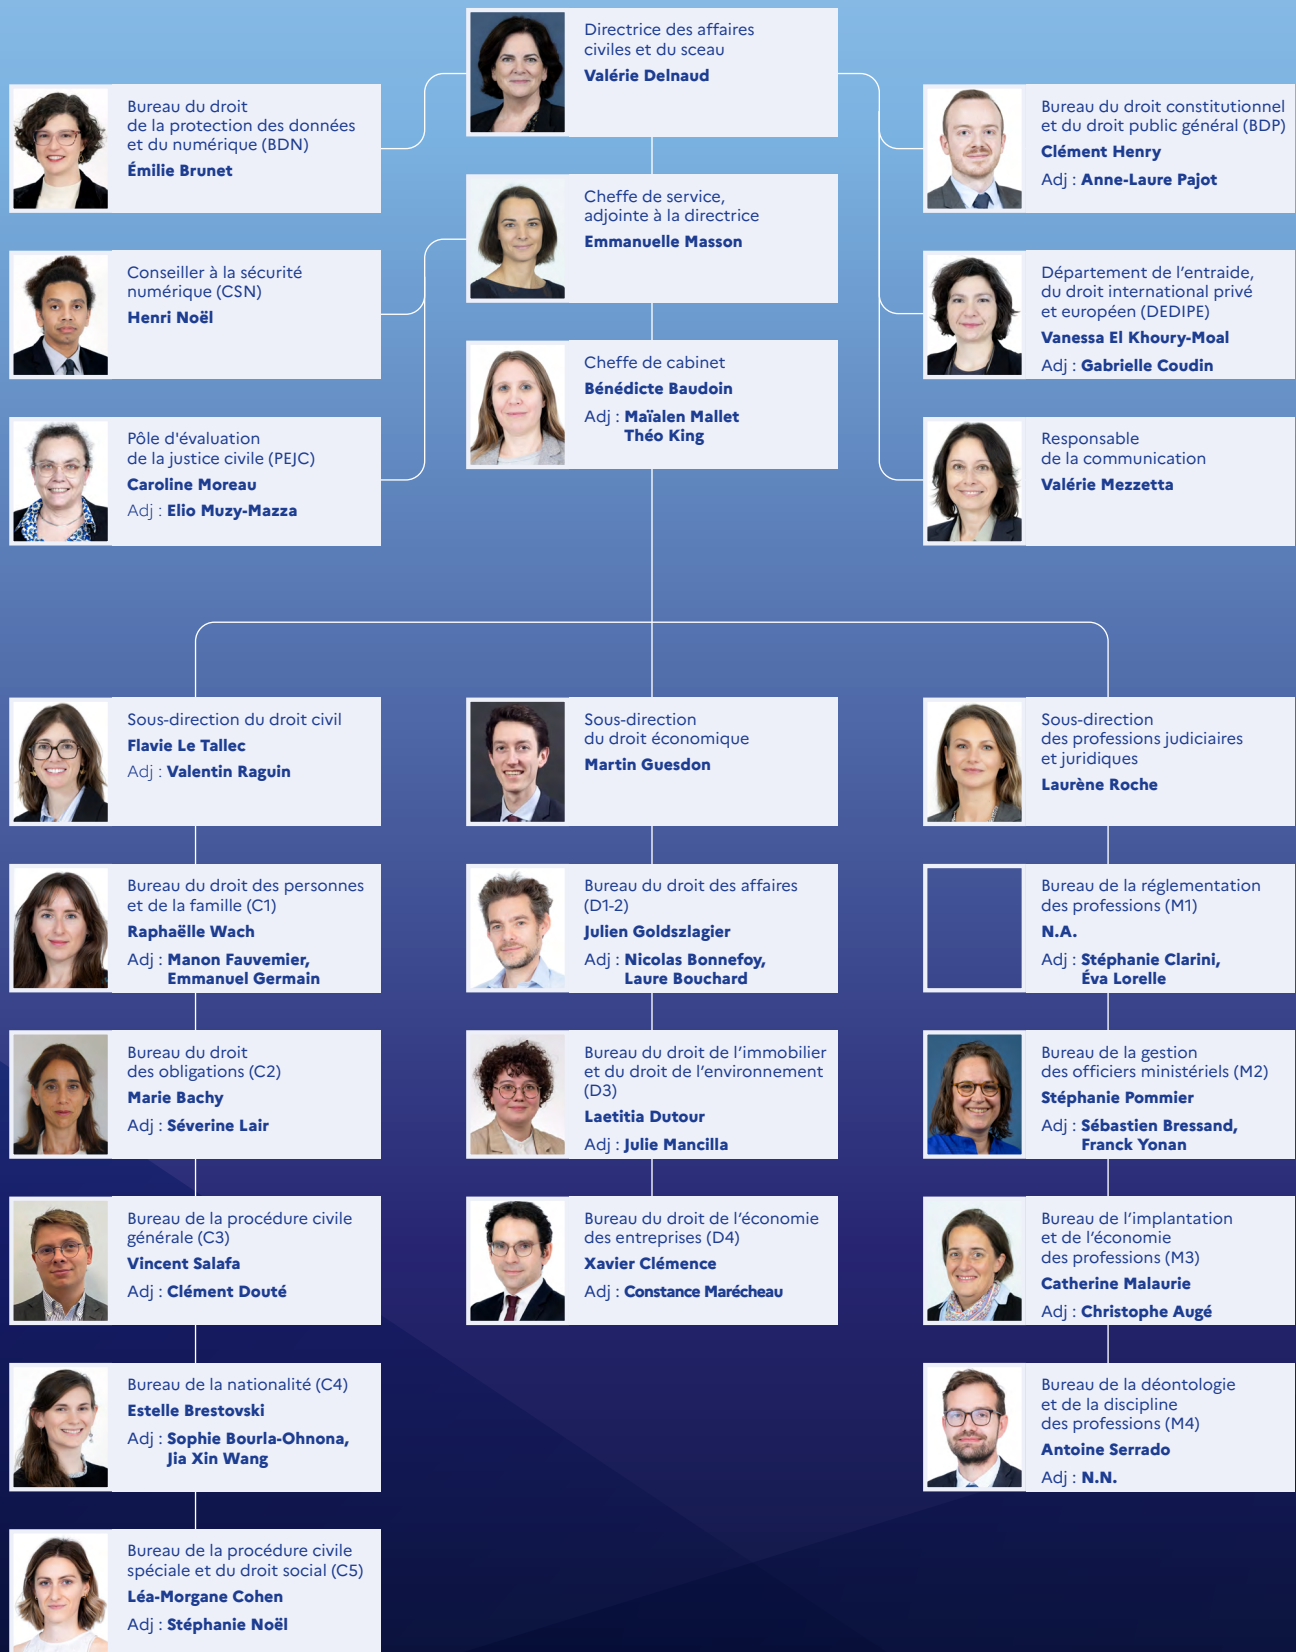 Directrice des affaires
civiles et du sceau
Valérie Delnaud
Bureau du droit
de la protection des données
et du numérique (BDN)
Émilie Brunet
Bureau du droit constitutionnel
et du droit public général (BDP)
Clément Henry
Adj : Anne-Laure Pajot
Cheffe de service,
adjointe à la directrice
Emmanuelle Masson
Conseiller à la sécurité
numérique (CSN)
Henri Noël
Département de l’entraide,
du droit international privé
et européen (DEDIPE)
Vanessa El Khoury-Moal
Adj : Gabrielle Coudin
Cheffe de cabinet
Bénédicte Baudoin
Adj : Maïalen Mallet
Théo King
Pôle d'évaluation
de la justice civile (PEJC)
Caroline Moreau
Adj : Elio Muzy-Mazza
Responsable
de la communication
Valérie Mezzetta
Sous-direction du droit civil
Flavie Le Tallec
Adj : Valentin Raguin
Bureau du droit des personnes
et de la famille (C1)
Raphaëlle Wach
Adj : Manon Fauvemier,
Emmanuel Germain
Bureau du droit
des obligations (C2)
Marie Bachy
Adj : Séverine Lair
Bureau de la procédure civile
générale (C3)
Vincent Salafa
Adj : Clément Douté
Bureau de la nationalité (C4)
Estelle Brestovski
Adj : Sophie Bourla-Ohnona,
Jia Xin Wang
Bureau de la procédure civile
spéciale et du droit social (C5)
Léa-Morgane Cohen
Adj : Stéphanie Noël
Sous-direction
du droit économique
Martin Guesdon
Bureau du droit des affaires
(D1-2)
Julien Goldszlagier
Adj : Nicolas Bonnefoy,
Laure Bouchard
Bureau du droit de l’immobilier
et du droit de l’environnement
(D3)
Laetitia Dutour
Adj : Julie Mancilla
Bureau du droit de l’économie
des entreprises (D4)
Xavier Clémence
Adj : Constance Marécheau
Sous-direction
des professions judiciaires
et juridiques
Laurène Roche
Bureau de la réglementation
des professions (M1)
N.A.
Adj : Stéphanie Clarini,
Éva Lorelle
Bureau de la gestion
des officiers ministériels (M2)
Stéphanie Pommier
Adj : Sébastien Bressand,
Franck Yonan
Bureau de l’implantation
et de l’économie
des professions (M3)
Catherine Malaurie
Adj : Christophe Augé
Bureau de la déontologie
et de la discipline
des professions (M4)
Antoine Serrado
Adj : N.N.